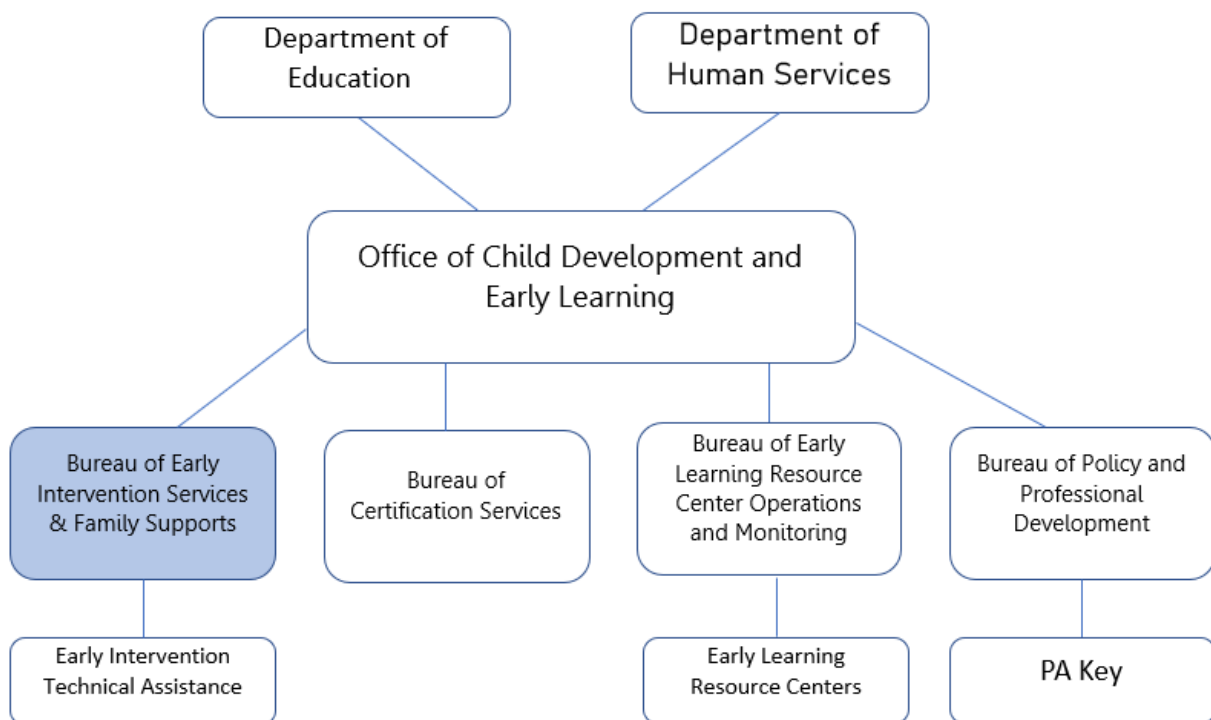 Department of
Education
Department of
Human Services
Office of Child Development and
Early Learning
Bureau of Early
Intervention Services
& Family Supports
Bureau of
Certification Services
Bureau of Early
Learning Resource
Center Operations
and Monitoring
Bureau of Policy and
Professional
Development
Early Intervention
Technical Assistance
Early Learning
Resource Centers
PA Key